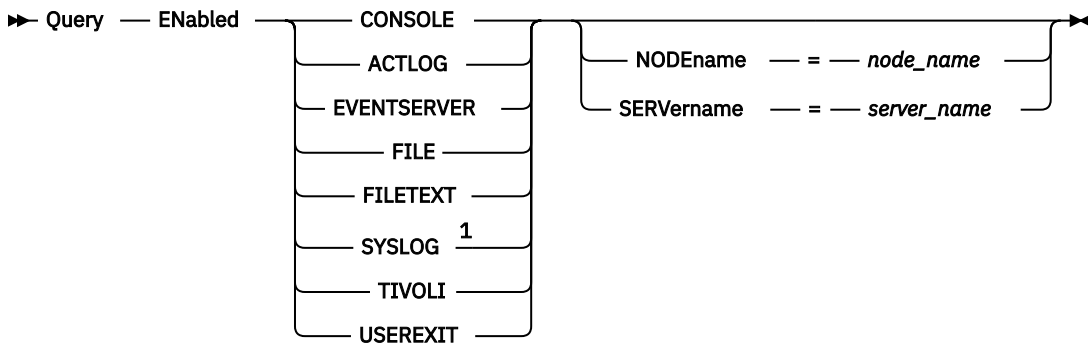 Query ENabled CONSOLE
ACTLOG NODEname = node_name
EVENTSERVER SERVername = server_name
FILE
FILETEXT
SYSLOG 1
TIVOLI
USEREXIT